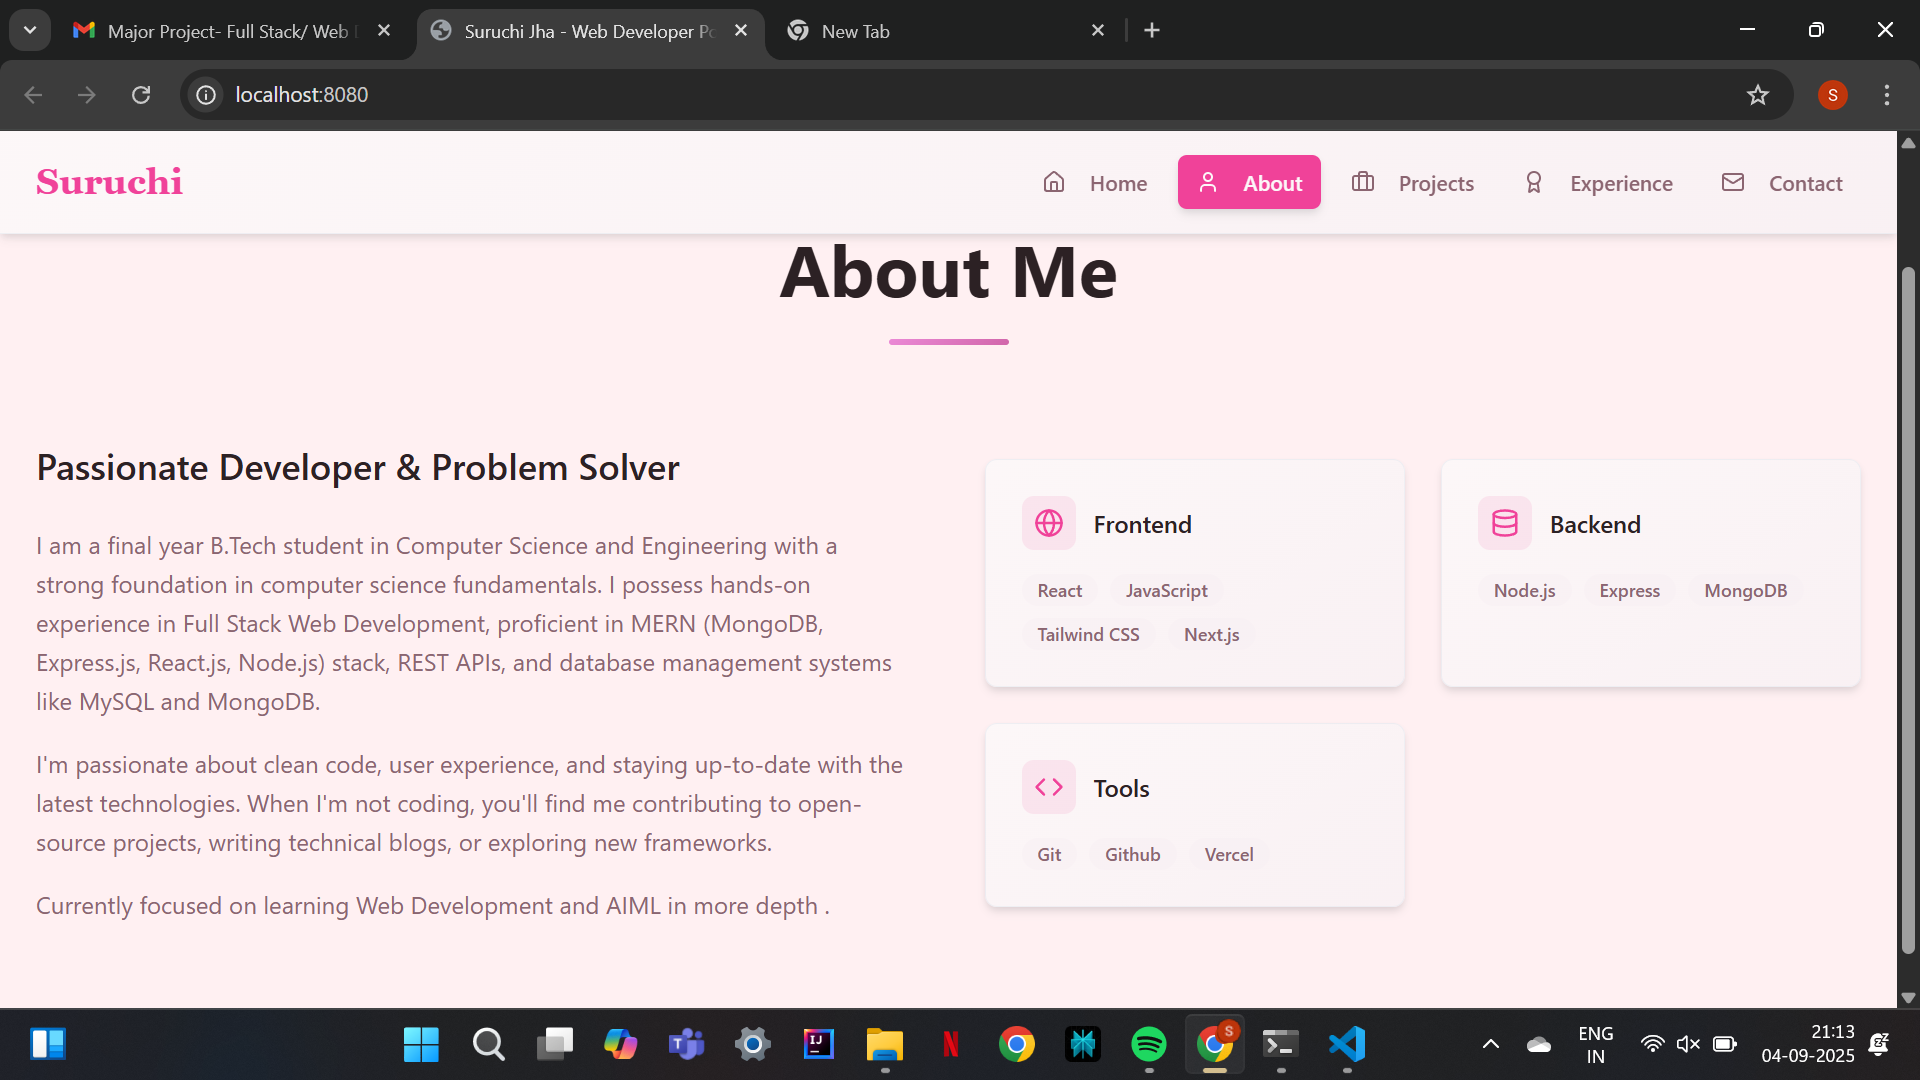 Major Project- Full Stack/ Web
Suruchi Jha - Web Developer Po
New Tab
localhost:8080
S
Suruchi
Home
About
Projects
Experience
Contact
About Me
Passionate Developer & Problem Solver
I am a final year B.Tech student in Computer Science and Engineering with a
strong foundation in computer science fundamentals. I possess hands-on
experience in Full Stack Web Development, proficient in MERN (MongoDB,
Express.js, React.js, Node.js) stack, REST APIs, and database management systems
like MySQL and MongoDB.
I'm passionate about clean code, user experience, and staying up-to-date with the
latest technologies. When I'm not coding, you'll find me contributing to open-
source projects, writing technical blogs, or exploring new frameworks.
Currently focused on learning Web Development and AIML in more depth .
Frontend
React JavaScript
Tailwind CSS Next.js
Backend
Node.js Express MongoDB
Tools
Git Github Vercel
ENG
IN
21:13
04-09-2025